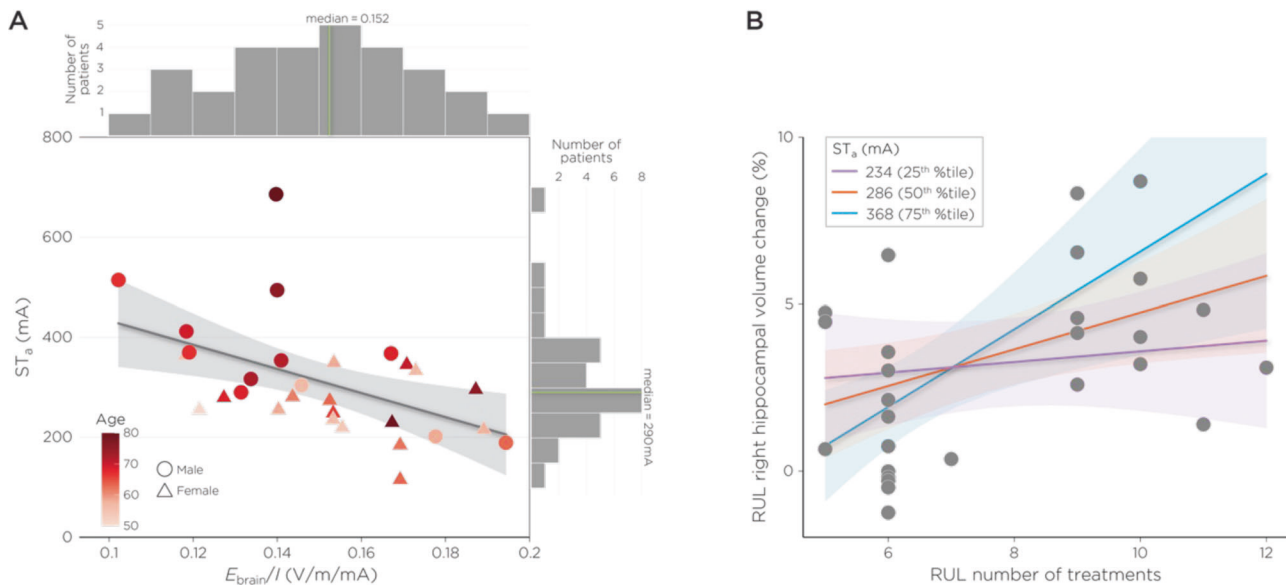 A
median = 0.152
Number of
patients
5
4
3
2
1
800
600
400
200
0
ST_a (mA)
Age
80
70
60
50
Male
Female
0.1
0.12
0.14
0.16
0.18
0.2
E_brain/I (V/m/mA)
Number of
patients
2 4 6 8
median = 290mA
B
10
5
0
RUL right hippocampal volume change (%)
ST_a (mA)
234 (25th %tile)
286 (50th %tile)
368 (75th %tile)
6
8
10
12
RUL number of treatments